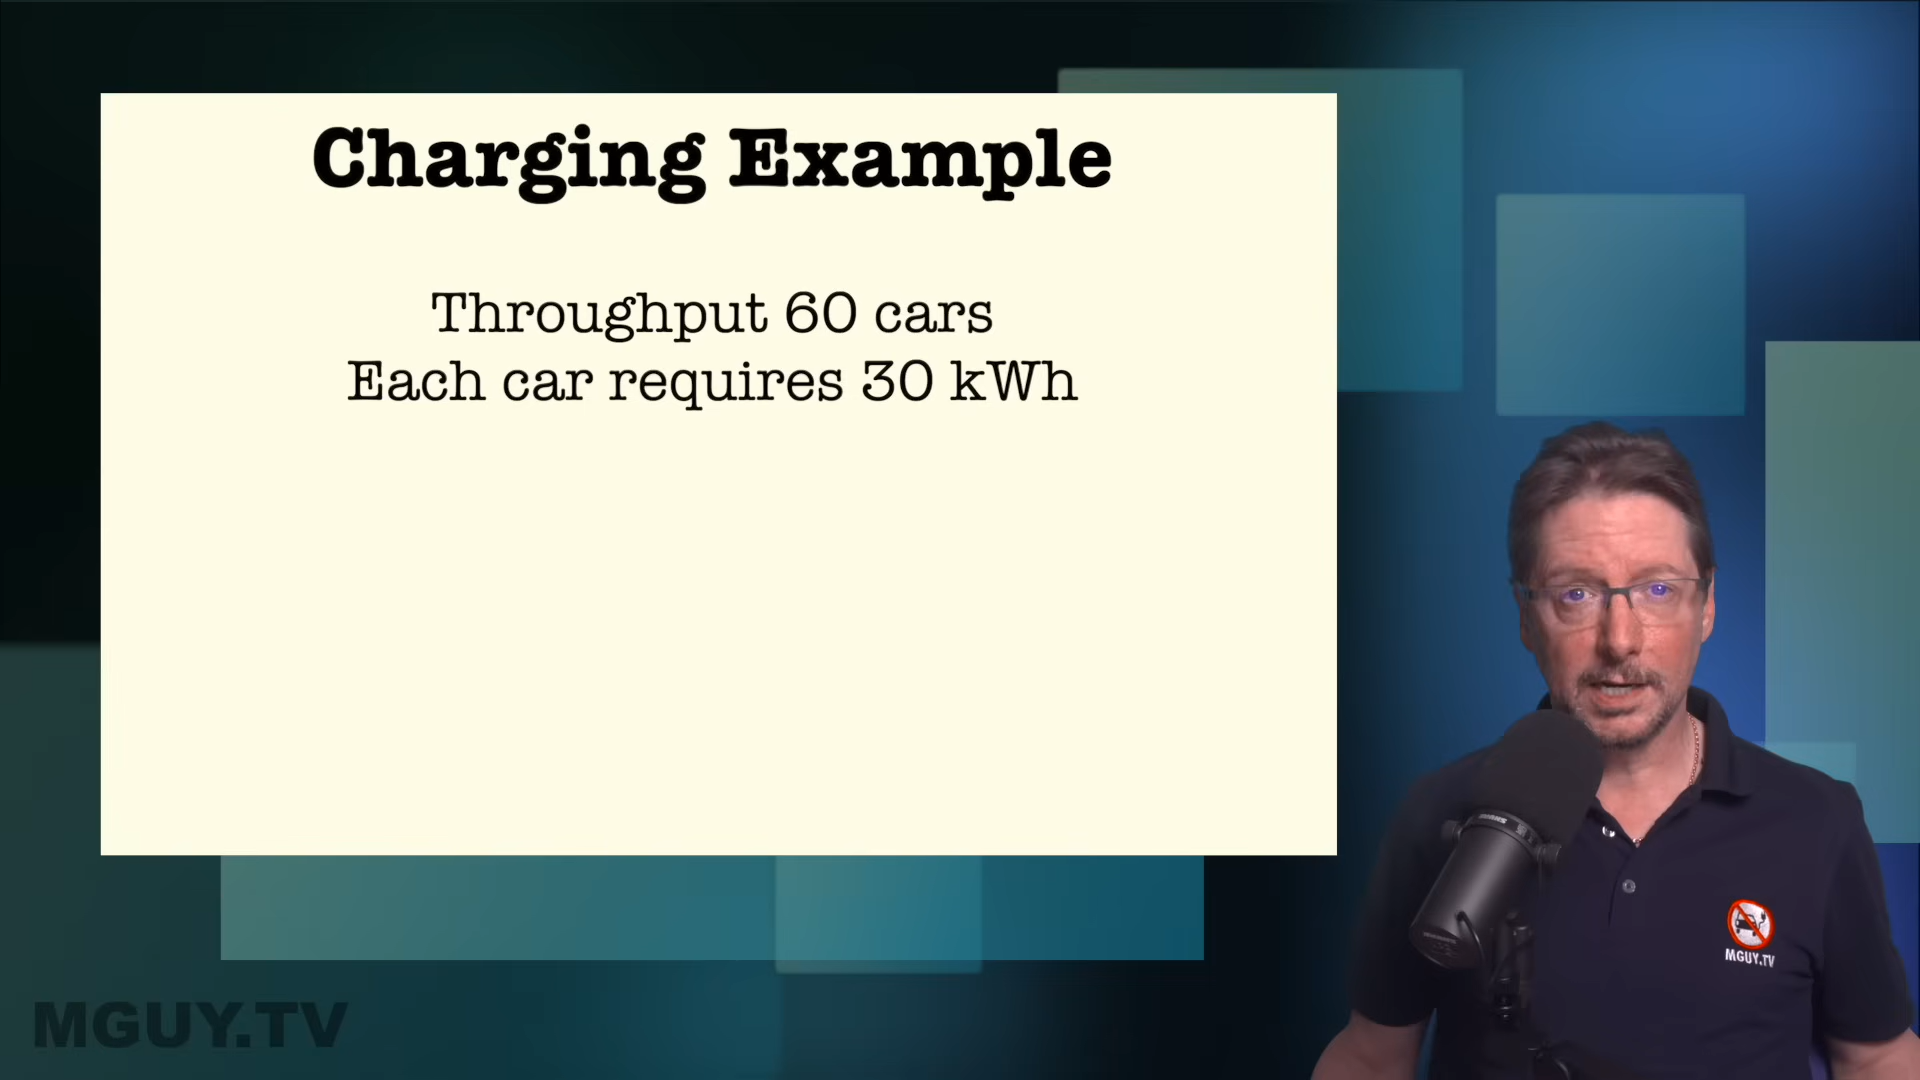 Charging Example
Throughput 60 cars
Each car requires 30 kWh
MGUY.TV
MGUY.TV